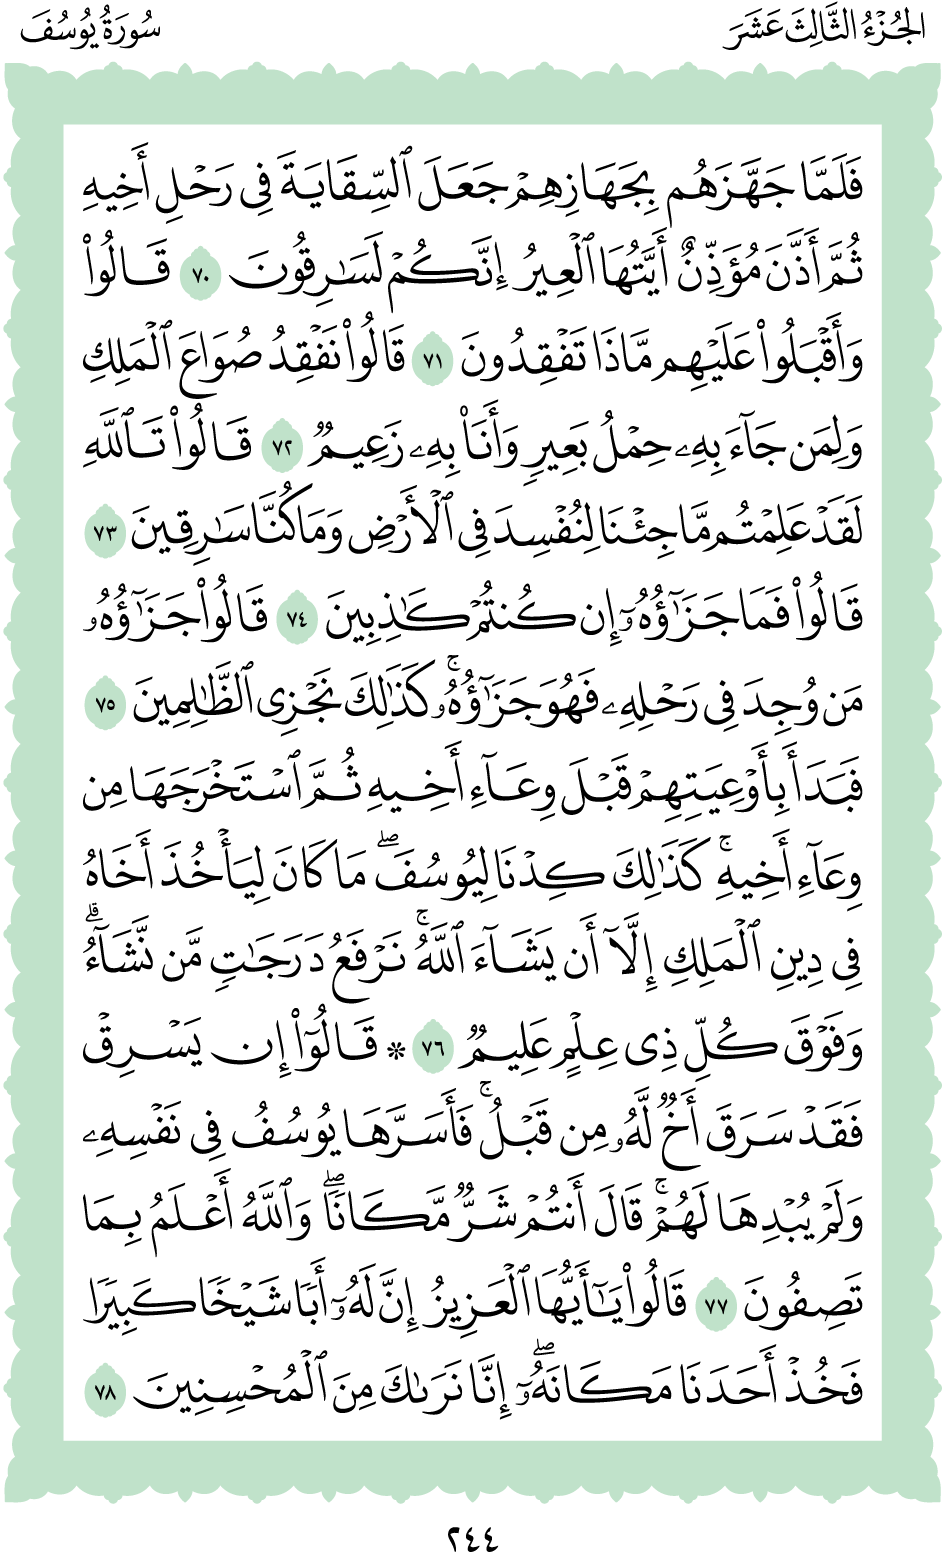 الجُزْءُ الثَّالِثَ عَشَرَ
سُورَةُ يُوسُفَ
فَلَمَّا جَهَّزَهُم بِجَهَازِهِمْ جَعَلَ ٱلسِّقَايَةَ فِى رَحْلِ أَخِيهِ
ثُمَّ أَذَّنَ مُؤَذِّنٌ أَيَّتُهَا ٱلْعِيرُ إِنَّكُمْ لَسَٰرِقُونَ ٧٠ قَالُوا۟
وَأَقْبَلُوا۟ عَلَيْهِم مَّاذَا تَفْقِدُونَ ٧١ قَالُوا۟ نَفْقِدُ صُوَاعَ ٱلْمَلِكِ
وَلِمَن جَآءَ بِهِۦ حِمْلُ بَعِيرٍ وَأَنَا۠ بِهِۦ زَعِيمٌ ٧٢ قَالُوا۟ تَٱللَّهِ
لَقَدْ عَلِمْتُم مَّا جِئْنَا لِنُفْسِدَ فِى ٱلْأَرْضِ وَمَا كُنَّا سَٰرِقِينَ ٧٣
قَالُوا۟ فَمَا جَزَٰٓؤُهُۥٓ إِن كُنتُمْ كَٰذِبِينَ ٧٤ قَالُوا۟ جَزَٰٓؤُهُۥ
مَن وُجِدَ فِى رَحْلِهِۦ فَهُوَ جَزَٰٓؤُهُۥ ۚ كَذَٰلِكَ نَجْزِى ٱلظَّٰلِمِينَ ٧٥
فَبَدَأَ بِأَوْعِيَتِهِمْ قَبْلَ وِعَآءِ أَخِيهِ ثُمَّ ٱسْتَخْرَجَهَا مِن
وِعَآءِ أَخِيهِ ۚ كَذَٰلِكَ كِدْنَا لِيُوسُفَ ۖ مَا كَانَ لِيَأْخُذَ أَخَاهُ
فِى دِينِ ٱلْمَلِكِ إِلَّآ أَن يَشَآءَ ٱللَّهُ ۚ نَرْفَعُ دَرَجَٰتٍ مَّن نَّشَآءُ ۗ
وَفَوْقَ كُلِّ ذِى عِلْمٍ عَلِيمٌ ٧٦ * قَالُوٓا۟ إِن يَسْرِقْ
فَقَدْ سَرَقَ أَخٌ لَّهُۥ مِن قَبْلُ ۚ فَأَسَرَّهَا يُوسُفُ فِى نَفْسِهِۦ
وَلَمْ يُبْدِهَا لَهُمْ ۚ قَالَ أَنتُمْ شَرٌّ مَّكَانًا ۖ وَٱللَّهُ أَعْلَمُ بِمَا
تَصِفُونَ ٧٧ قَالُوا۟ يَٰٓأَيُّهَا ٱلْعَزِيزُ إِنَّ لَهُۥٓ أَبًا شَيْخًا كَبِيرًا
فَخُذْ أَحَدَنَا مَكَانَهُۥٓ ۖ إِنَّا نَرَىٰكَ مِنَ ٱلْمُحْسِنِينَ ٧٨
٢٤٤